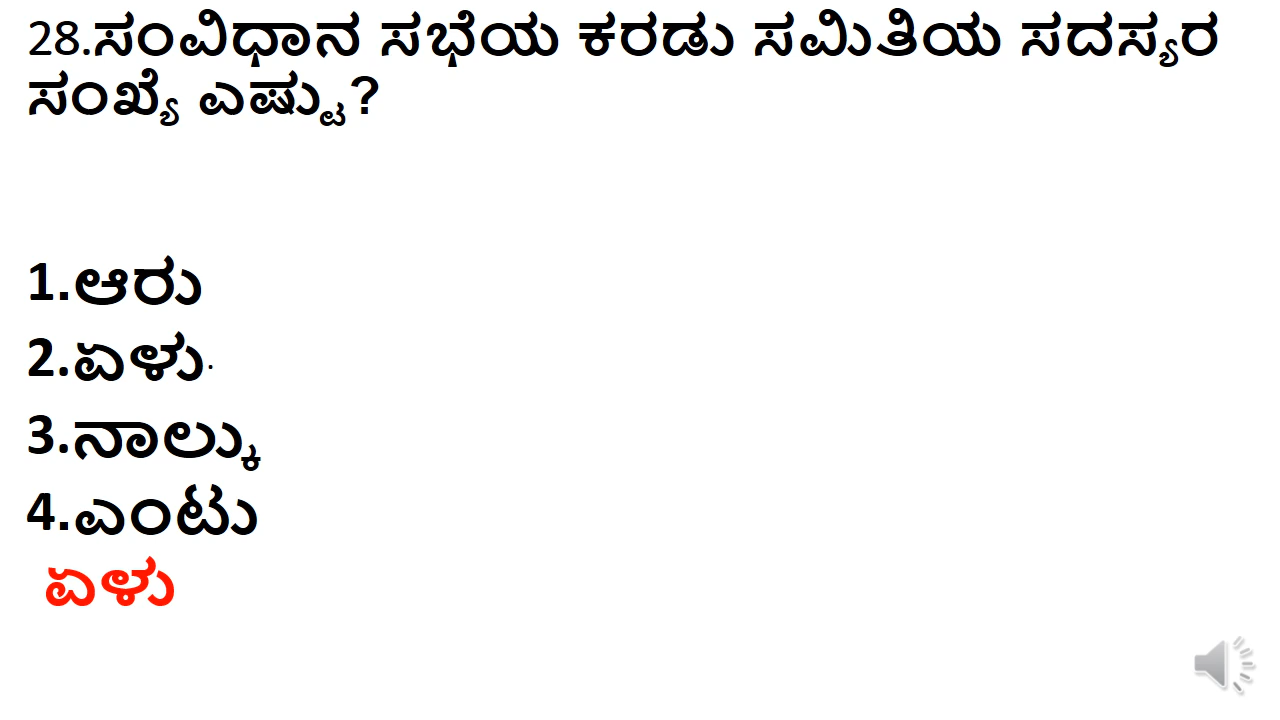 28.ಸಂವಿಧಾನ ಸಭೆಯ ಕರಡು ಸಮಿತಿಯ ಸದಸ್ಯರ
ಸಂಖ್ಯೆ ಎಷ್ಟು?
1.ಆರು
2.ಏಳು.
3.ನಾಲ್ಕು
4.ಎಂಟು
ಏಳು